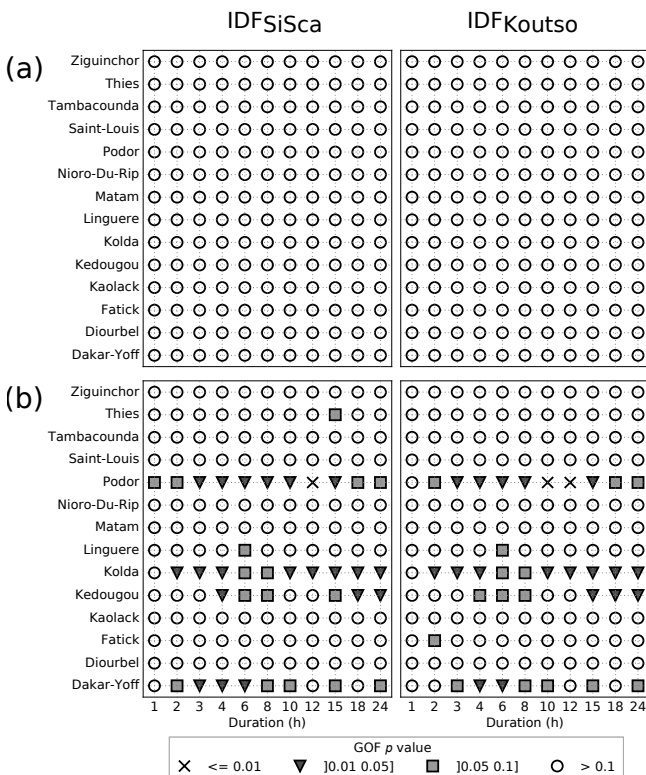 IDFSiSca IDFKoutso
(a)
Ziguinchor
Thies
Tambacounda
Saint-Louis
Podor
Nioro-Du-Rip
Matam
Linguere
Kolda
Kedougou
Kaolack
Fatick
Diourbel
Dakar-Yoff
(b)
Ziguinchor
Thies
Tambacounda
Saint-Louis
Podor
Nioro-Du-Rip
Matam
Linguere
Kolda
Kedougou
Kaolack
Fatick
Diourbel
Dakar-Yoff
1 2 3 4 6 8 10 12 15 18 24 1 2 3 4 6 8 10 12 15 18 24
Duration (h) Duration (h)
GOF p value
<= 0.01 ]0.01 0.05] ]0.05 0.1] > 0.1